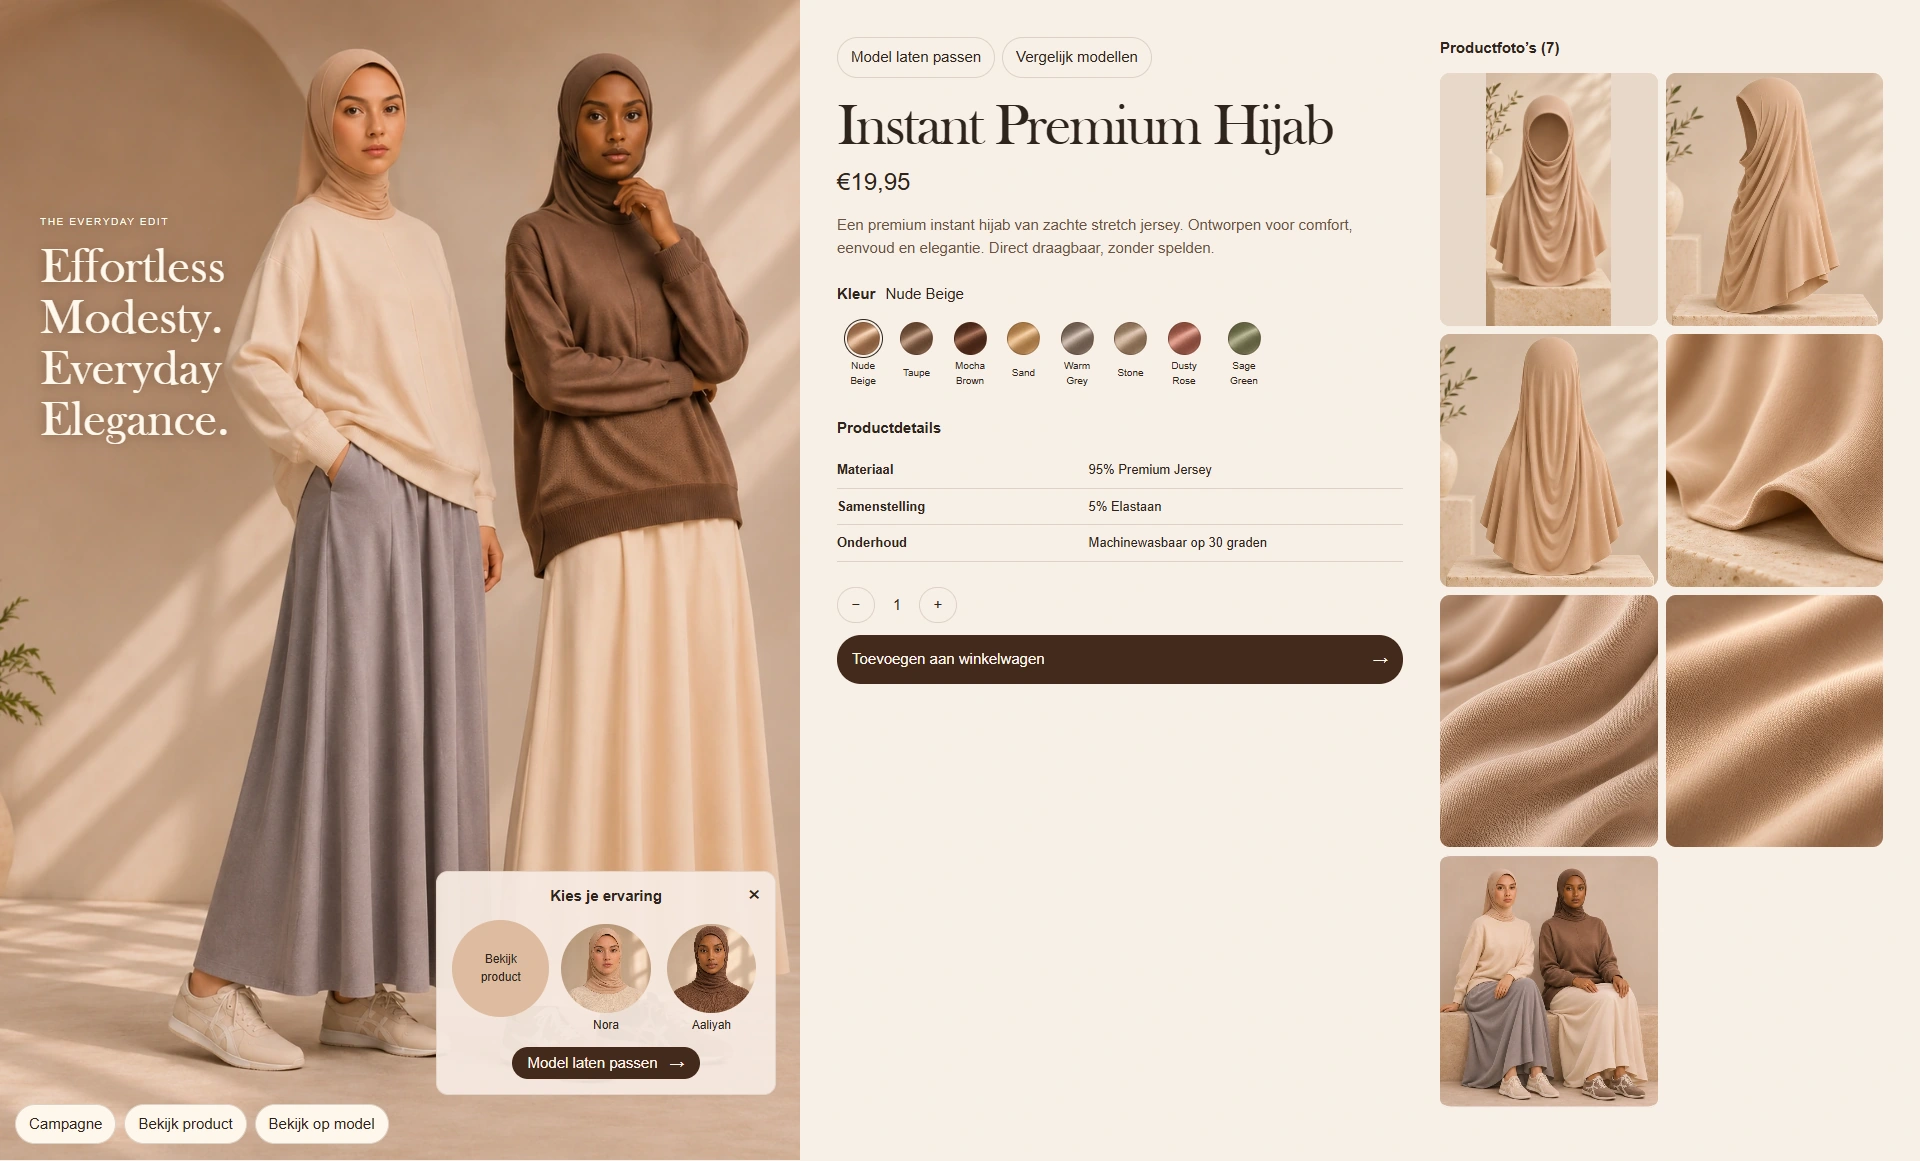 THE EVERYDAY EDIT
Effortless
Modesty.
Everyday
Elegance.
Kies je ervaring
✕
Bekijk
product
Nora
Aaliyah
Model laten passen →
Campagne
Bekijk product
Bekijk op model
Model laten passen
Vergelijk modellen
Instant Premium Hijab
€19,95
Een premium instant hijab van zachte stretch jersey. Ontworpen voor comfort,
eenvoud en elegantie. Direct draagbaar, zonder spelden.
Kleur Nude Beige
Nude
Beige
Taupe
Mocha
Brown
Sand
Warm
Grey
Stone
Dusty
Rose
Sage
Green
Productdetails
Materiaal 95% Premium Jersey
Samenstelling 5% Elastaan
Onderhoud Machinewasbaar op 30 graden
− 1 +
Toevoegen aan winkelwagen →
Productfoto’s (7)